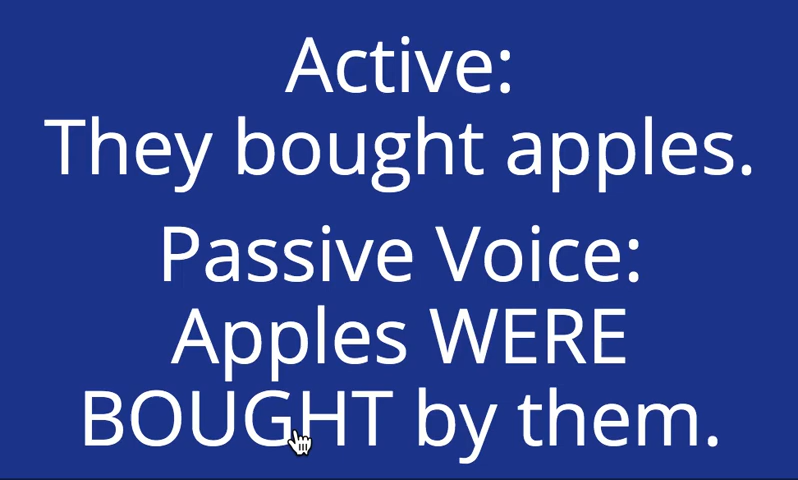 Active:
They bought apples.
Passive Voice:
Apples WERE
BOUGHT by them.